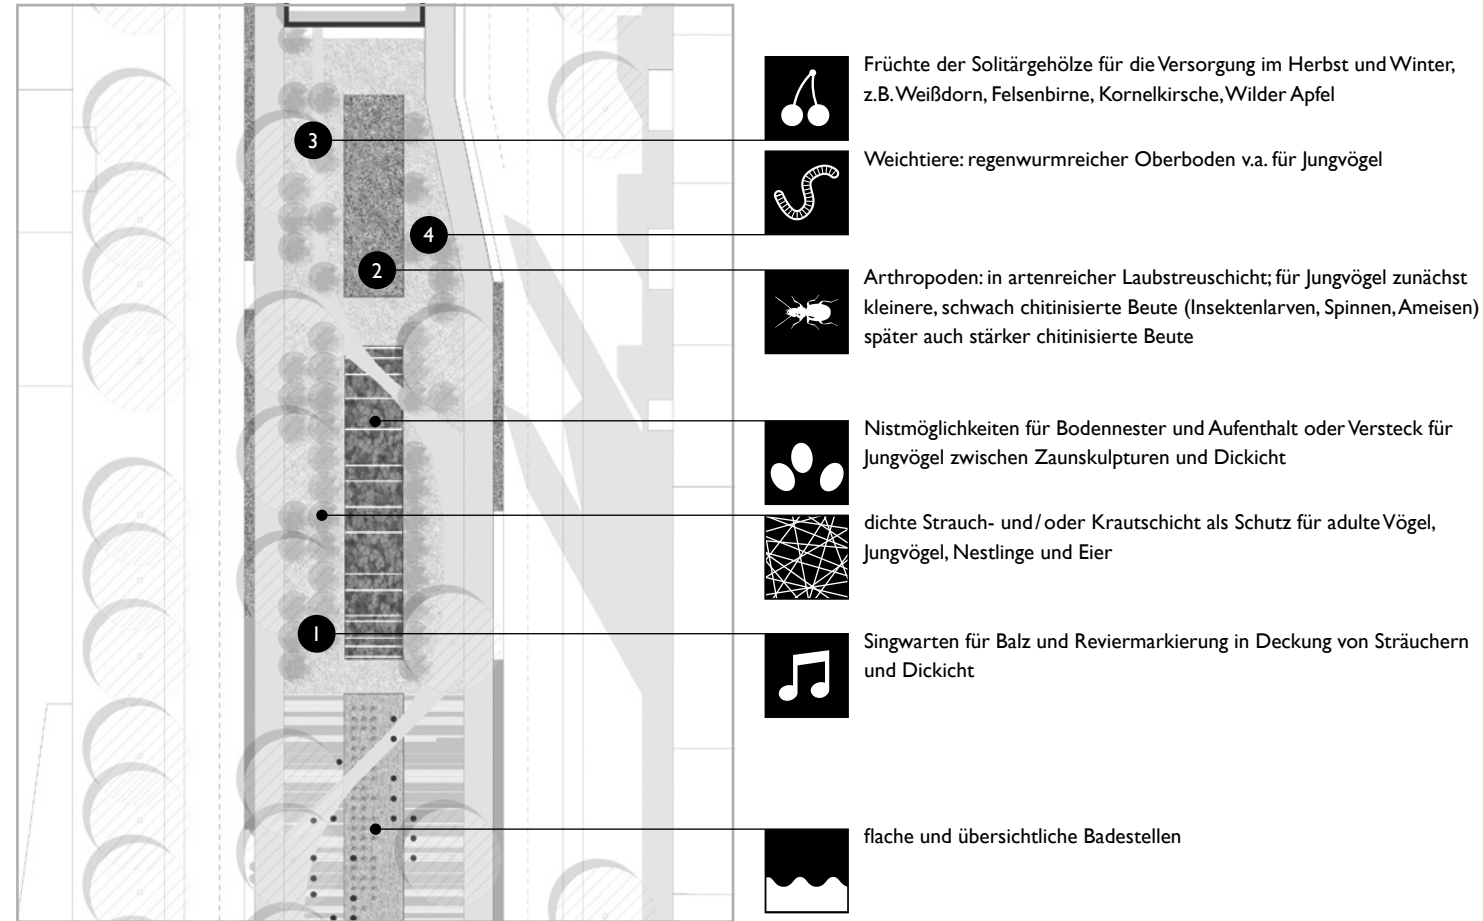 3
4
2
1
Früchte der Solitärgehölze für die Versorgung im Herbst und Winter,
z.B. Weißdorn, Felsenbirne, Kornelkirsche, Wilder Apfel
Weichtiere: regenwurmreicher Oberboden v.a. für Jungvögel
Arthropoden: in artenreicher Laubstreuschicht; für Jungvögel zunächst
kleinere, schwach chitinisierte Beute (Insektenlarven, Spinnen, Ameisen)
später auch stärker chitinisierte Beute
Nistmöglichkeiten für Bodennester und Aufenthalt oder Versteck für
Jungvögel zwischen Zaunskulpturen und Dickicht
dichte Strauch- und/oder Krautschicht als Schutz für adulte Vögel,
Jungvögel, Nestlinge und Eier
Singwarten für Balz und Reviermarkierung in Deckung von Sträuchern
und Dickicht
flache und übersichtliche Badestellen